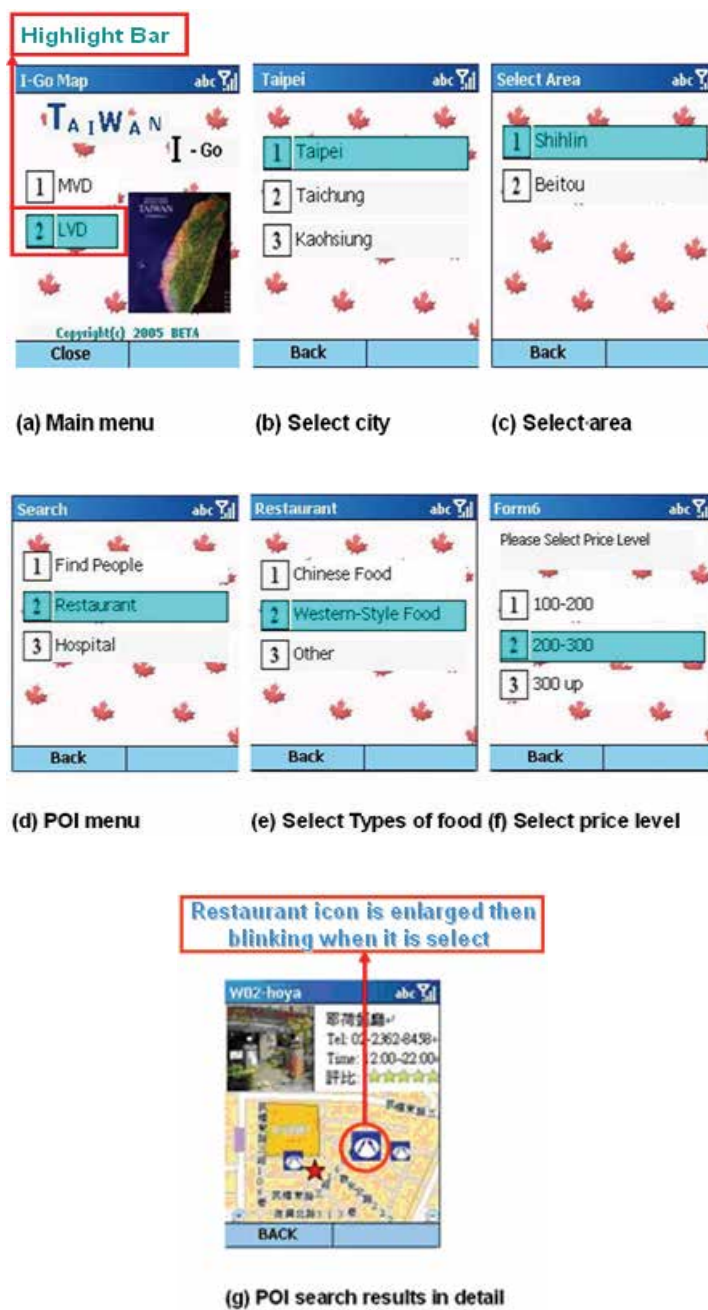 Highlight Bar
I-Go Map abc
TAIWAN
I - Go
1 MVD
2 LVD
TAIWAN
Copyright(c) 2005 BETA
Close
(a) Main menu
Taipei abc
1 Taipei
2 Taichung
3 Kaohsiung
Back
(b) Select city
Select Area abc
1 Shihlin
2 Beitou
Back
(c) Select area
Search abc
1 Find People
2 Restaurant
3 Hospital
Back
(d) POI menu
Restaurant abc
1 Chinese Food
2 Western-Style Food
3 Other
Back
(e) Select Types of food
Form6 abc
Please Select Price Level
1 100-200
2 200-300
3 300 up
Back
(f) Select price level
Restaurant icon is enlarged then
blinking when it is select
W02-hoya abc
耶荷餐廳
Tel: 02-2362-8458
Time: 12:00~22:00
評比:
BACK
(g) POI search results in detail